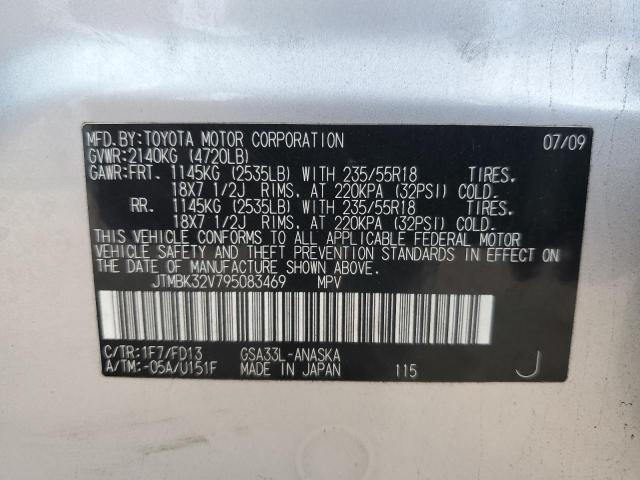 MFD.BY:TOYOTA MOTOR CORPORATION 07/09
GVWR:2140KG (4720LB)
GAWR:FRT. 1145KG (2535LB) WITH 235/55R18 TIRES.
18X7 1/2J RIMS. AT 220KPA (32PSI) COLD.
RR. 1145KG (2535LB) WITH 235/55R18 TIRES.
18X7 1/2J RIMS. AT 220KPA (32PSI) COLD.
THIS VEHICLE CONFORMS TO ALL APPLICABLE FEDERAL MOTOR
VEHICLE SAFETY AND THEFT PREVENTION STANDARDS IN EFFECT ON
THE DATE OF MANUFACTURE SHOWN ABOVE.
JTMBK32V795083469 MPV
C/TR:1F7/FD13 GSA33L-ANASKA
A/TM:-05A/U151F MADE IN JAPAN 115 J